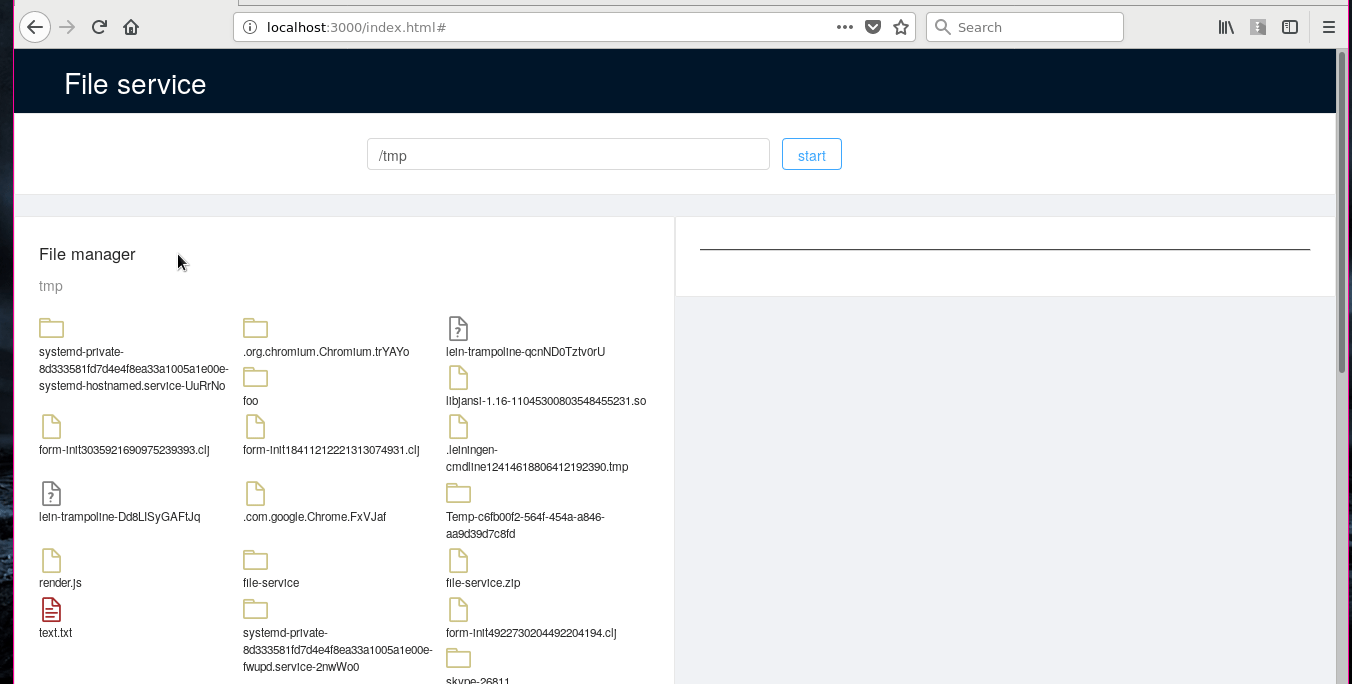 localhost:3000/index.html#
Search
File service
/tmp
start
File manager
tmp
systemd-private-
8d333581fd7d4e4f8ea33a1005a1e00e-
systemd-hostnamed.service-UuRrNo
.org.chromium.Chromium.trYAYo
foo
lein-trampoline-qcnND0Tztv0rU
libjansi-1.16-11045300803548455231.so
form-init3035921690975239393.clj
form-init18411212221313074931.clj
.leiningen-
cmdline12414618806412192390.tmp
lein-trampoline-Dd8LISyGAFtJq
.com.google.Chrome.FxVJaf
Temp-c6fb00f2-564f-454a-a846-
aa9d39d7c8fd
render.js
file-service
file-service.zip
text.txt
systemd-private-
8d333581fd7d4e4f8ea33a1005a1e00e-
fwupd.service-2nwWo0
form-init4922730204492204194.clj
skype-26811